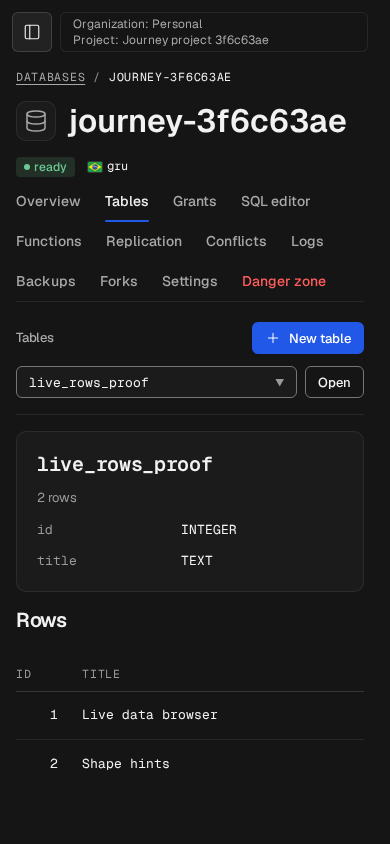 Organization: Personal
Project: Journey project 3f6c63ae
DATABASES / JOURNEY-3F6C63AE
journey-3f6c63ae
ready gru
Overview Tables Grants SQL editor
Functions Replication Conflicts Logs
Backups Forks Settings Danger zone
Tables New table
live_rows_proof Open
live_rows_proof
2 rows
id INTEGER
title TEXT
Rows
ID TITLE
1 Live data browser
2 Shape hints